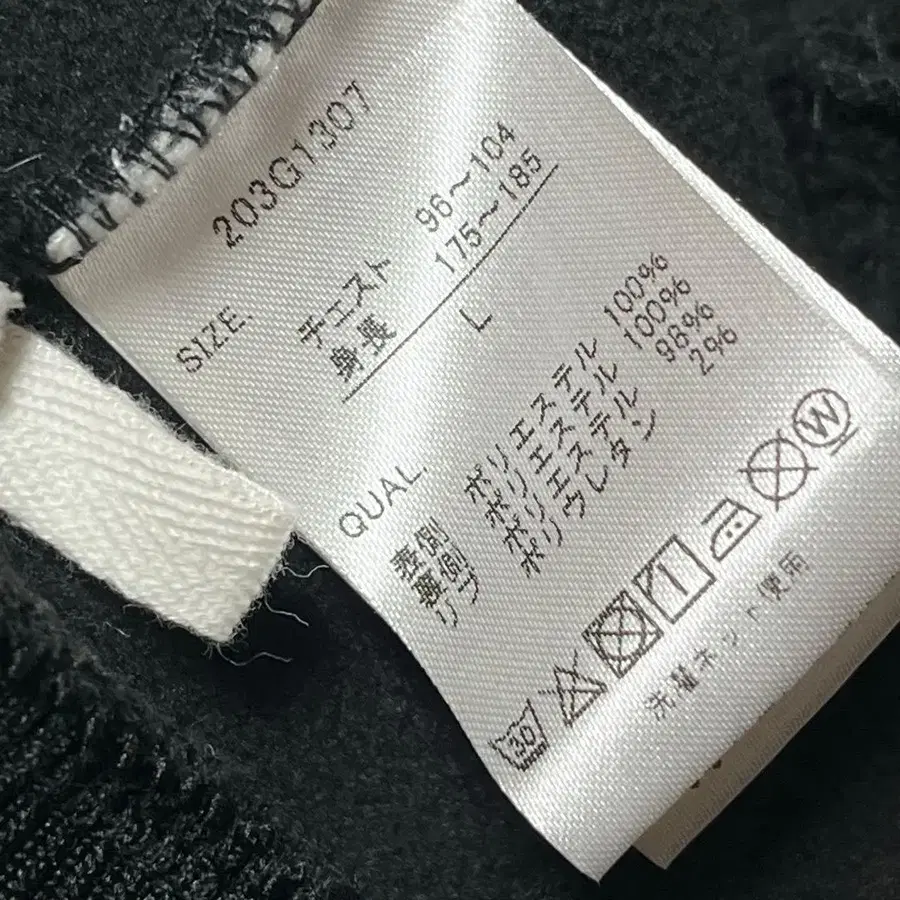 203G1307
SIZE. チェスト 96～104
身長 175～185
L
QUAL.
表側 ポリエステル 100%
裏側 ポリエステル 100%
リブ ポリエステル 98%
ポリウレタン 2%
30 W
洗濯ネット使用